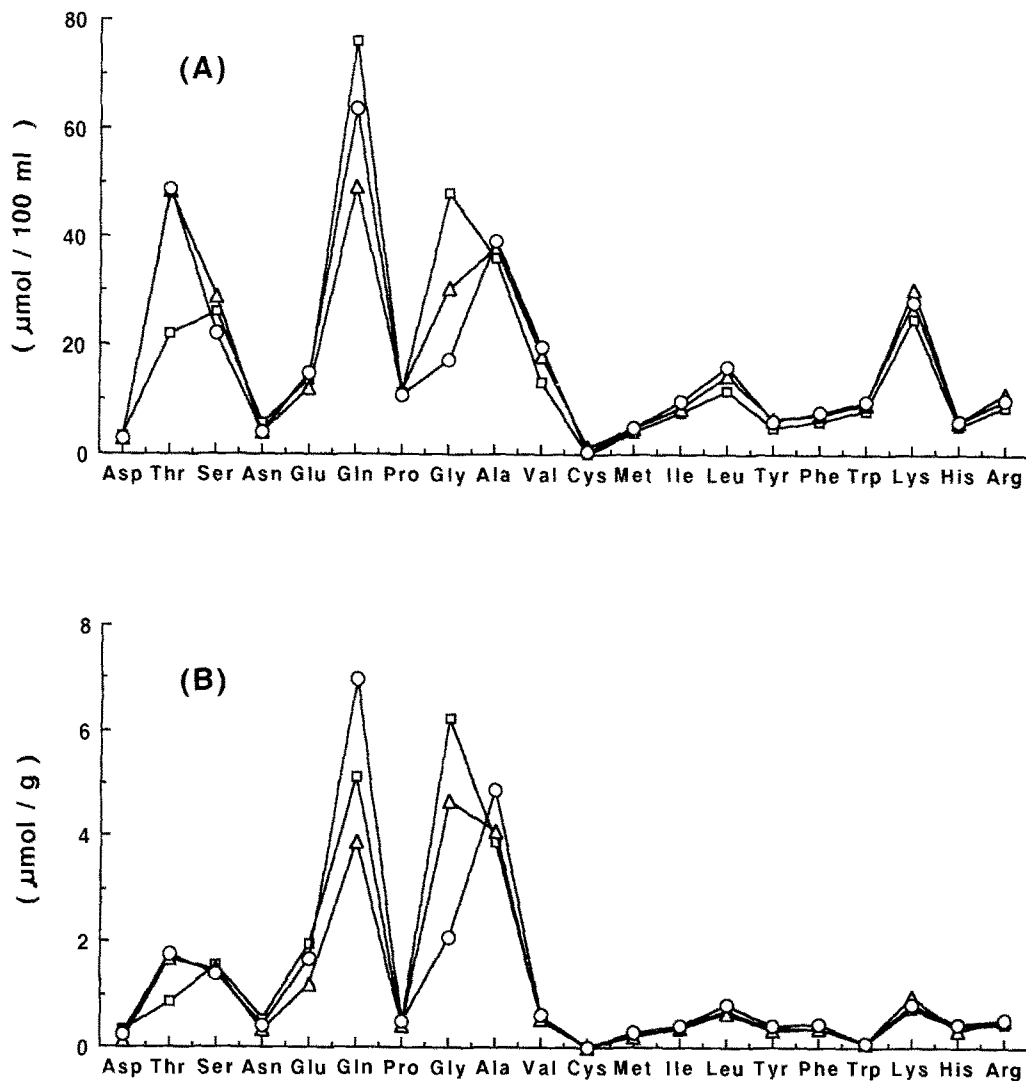 80
(A)
60
40
20
0
( µmol / 100 ml )
Asp Thr Ser Asn Glu Gln Pro Gly Ala Val Cys Met Ile Leu Tyr Phe Trp Lys His Arg
8
(B)
6
4
2
0
( µmol / g )
Asp Thr Ser Asn Glu Gln Pro Gly Ala Val Cys Met Ile Leu Tyr Phe Trp Lys His Arg